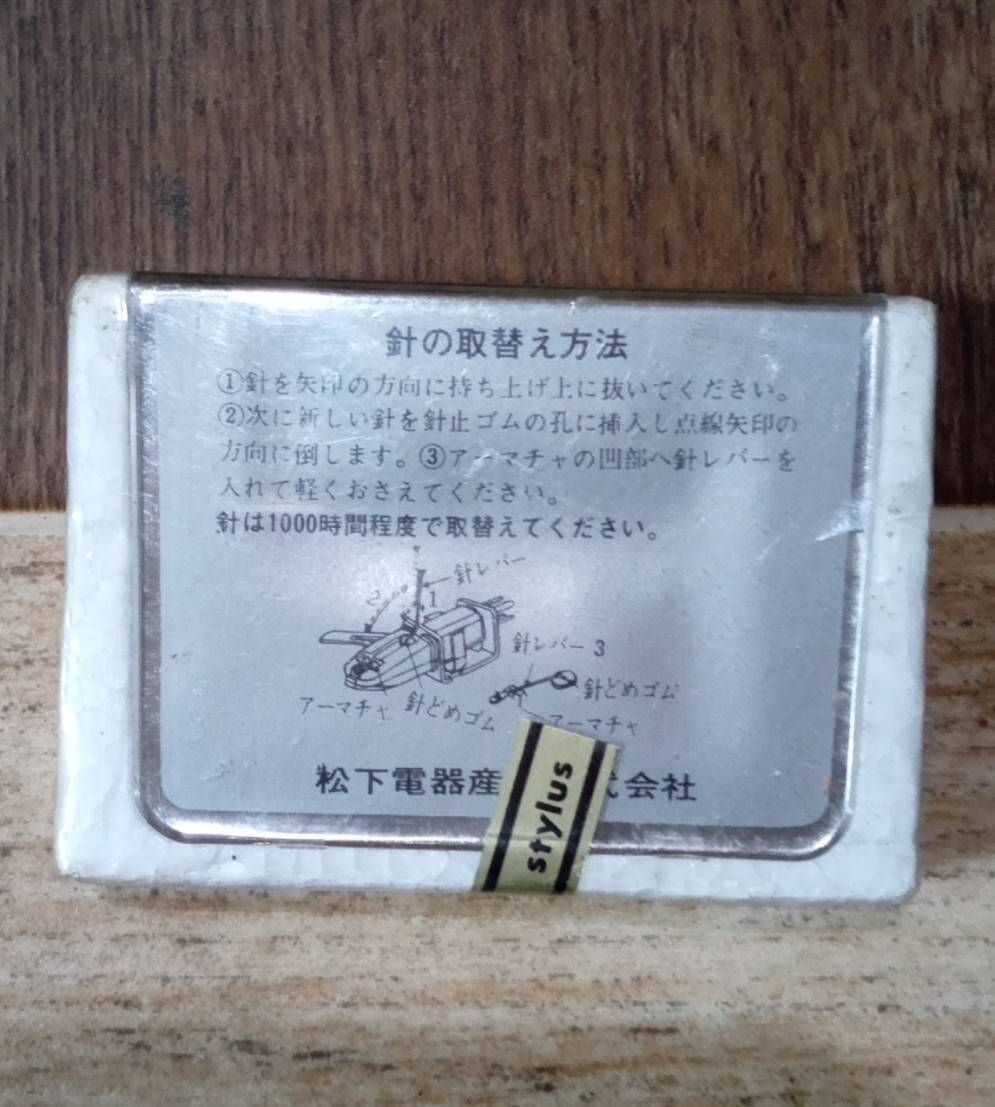 針の取替え方法
①針を矢印の方向に持ち上げ上に抜いてください。
②次に新しい針を針止ゴムの孔に挿入し点線矢印の
方向に倒します。③アーマチャの凹部へ針レバーを
入れて軽くおさえてください。
針は1000時間程度で取替えてください。
針レバー
2
1
針レバー 3
針どめゴム
アーマチャ
針どめゴム
アーマチャ
松下電器産 式会社
stylus